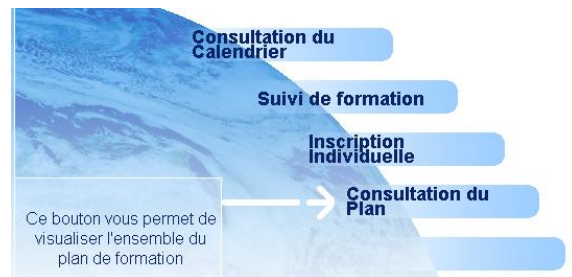 Consultation du
Calendrier
Suivi de formation
Inscription
Individuelle
Consultation du
Plan
Ce bouton vous permet de
visualiser l'ensemble du
plan de formation